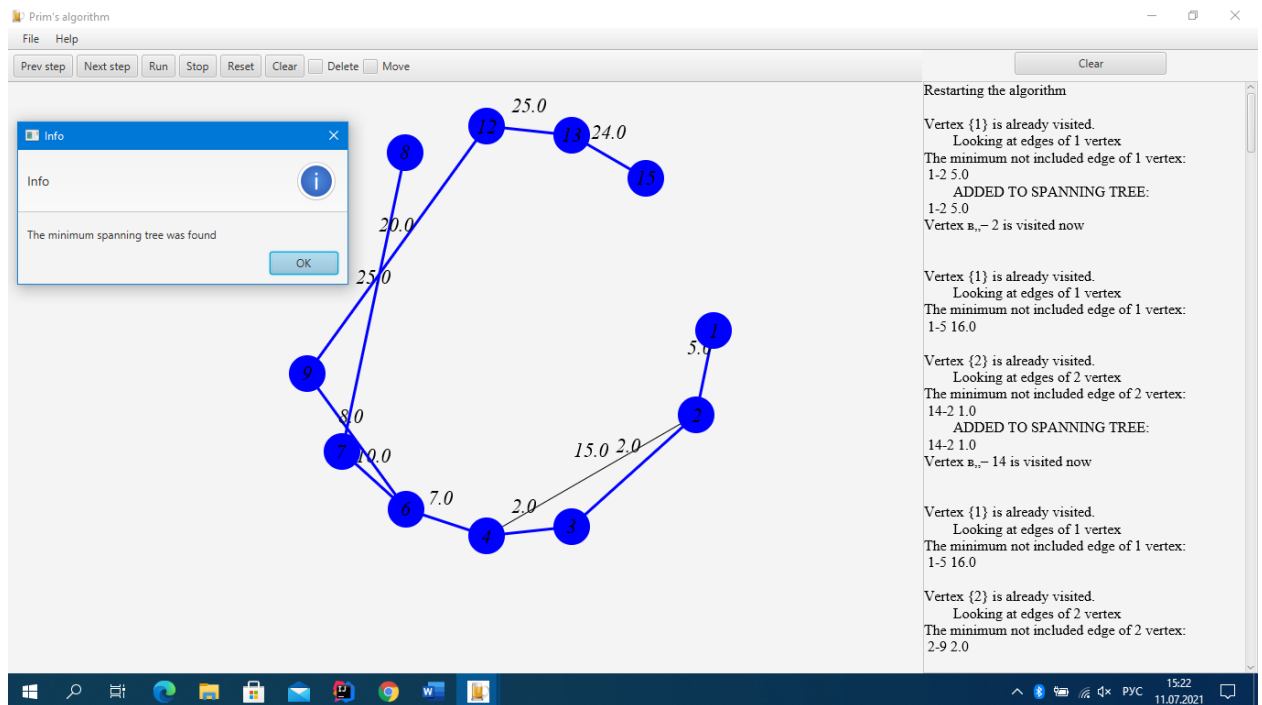 Prim's algorithm
File Help
Prev step Next step Run Stop Reset Clear Delete Move
Clear
Info
Info
The minimum spanning tree was found
OK
25.0
12
13
24.0
8
15
20.0
25.0
1
5.0
9
2
8.0
7
10.0
15.0
2.0
7.0
2.0
6
4
3
Restarting the algorithm
Vertex {1} is already visited.
Looking at edges of 1 vertex
The minimum not included edge of 1 vertex:
1-2 5.0
ADDED TO SPANNING TREE:
1-2 5.0
Vertex в„– 2 is visited now
Vertex {1} is already visited.
Looking at edges of 1 vertex
The minimum not included edge of 1 vertex:
1-5 16.0
Vertex {2} is already visited.
Looking at edges of 2 vertex
The minimum not included edge of 2 vertex:
14-2 1.0
ADDED TO SPANNING TREE:
14-2 1.0
Vertex в„– 14 is visited now
Vertex {1} is already visited.
Looking at edges of 1 vertex
The minimum not included edge of 1 vertex:
1-5 16.0
Vertex {2} is already visited.
Looking at edges of 2 vertex
The minimum not included edge of 2 vertex:
2-9 2.0
РУС
15:22
11.07.2021